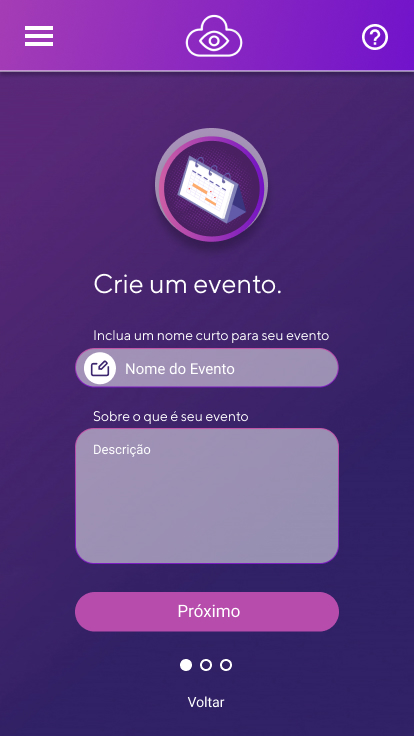 Crie um evento.
Inclua um nome curto para seu evento
Nome do Evento
Sobre o que é seu evento
Descrição
Próximo
Voltar